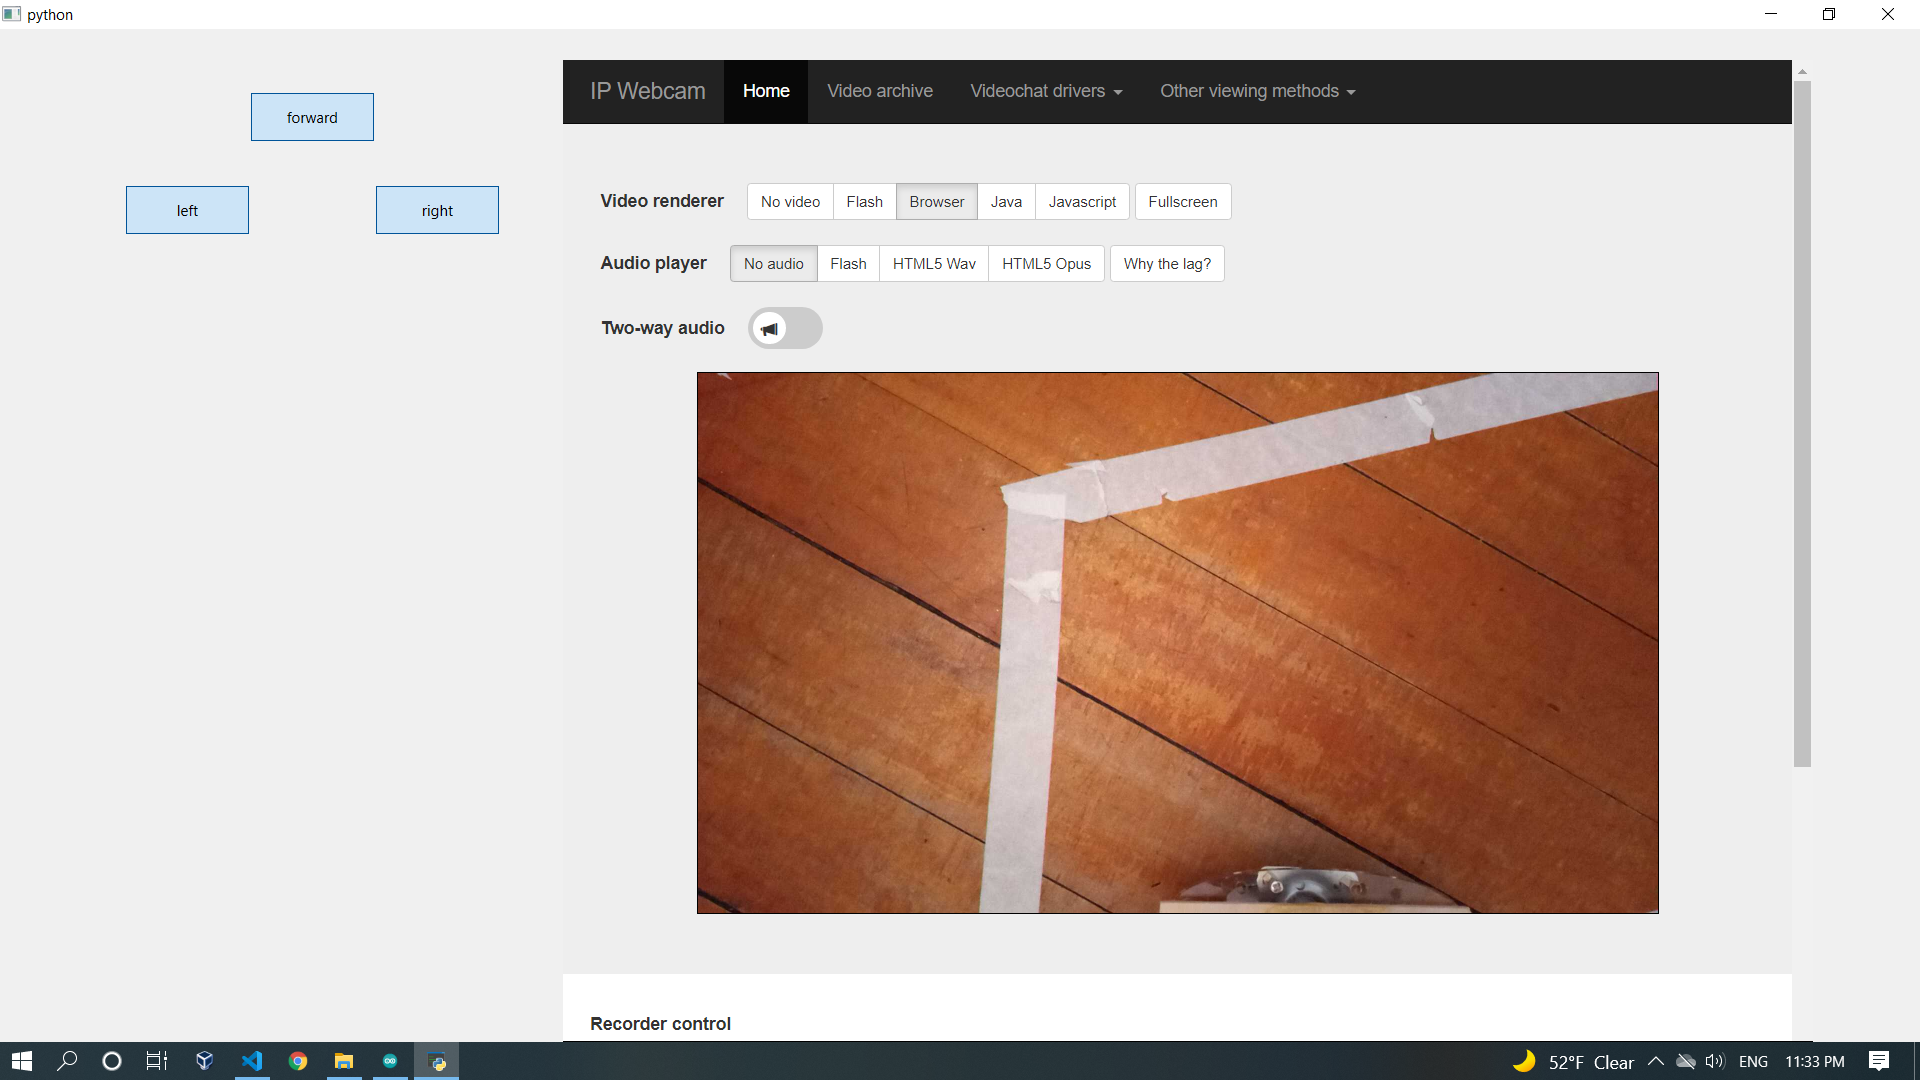 python
forward
left right
IP Webcam Home Video archive Videochat drivers Other viewing methods
Video renderer No video Flash Browser Java Javascript Fullscreen
Audio player No audio Flash HTML5 Wav HTML5 Opus Why the lag?
Two-way audio
Recorder control
52°F Clear ENG 11:33 PM